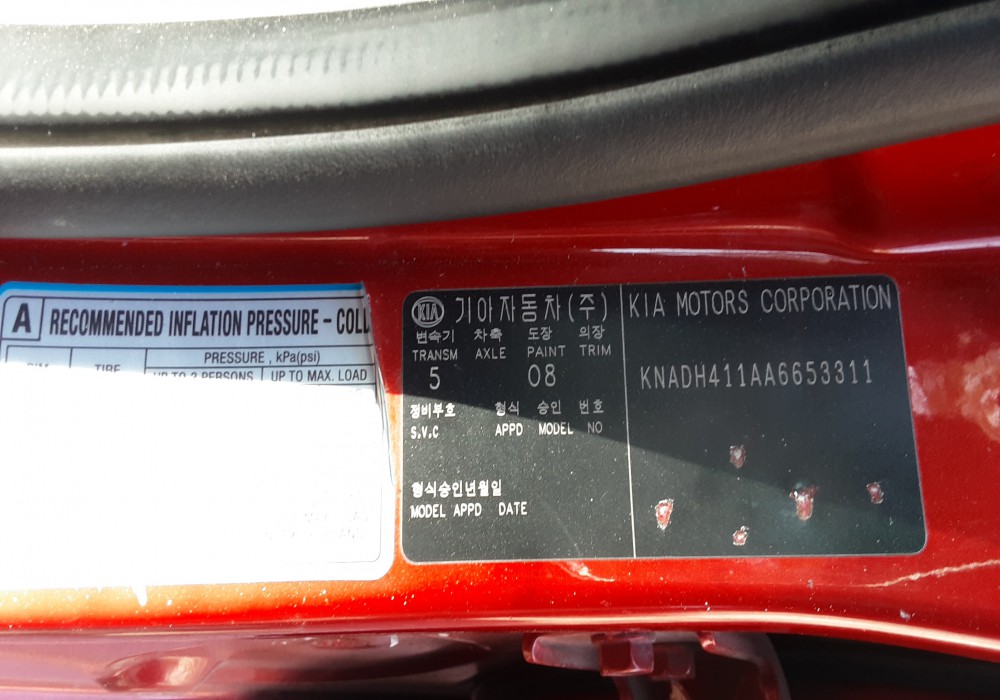 A RECOMMENDED INFLATION PRESSURE - COLD
TIRE PRESSURE, kPa(psi)
UP TO 2 PERSONS UP TO MAX. LOAD
KIA 기아자동차(주)
변속기 차축 도장 의장
TRANSM AXLE PAINT TRIM
5 08
정비부호 형식 승인 번호
S.V.C APPD MODEL NO
형식승인년월일
MODEL APPD DATE
KIA MOTORS CORPORATION
KNADH411AA6653311